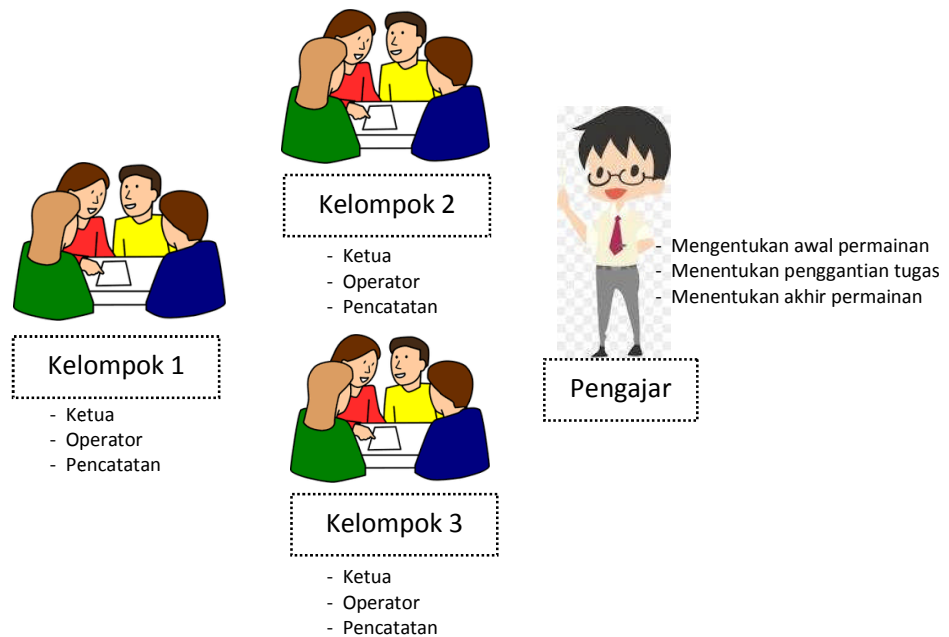 Kelompok 1
- Ketua
- Operator
- Pencatatan
Kelompok 2
- Ketua
- Operator
- Pencatatan
Kelompok 3
- Ketua
- Operator
- Pencatatan
Pengajar
- Mengentukan awal permainan
- Menentukan penggantian tugas
- Menentukan akhir permainan